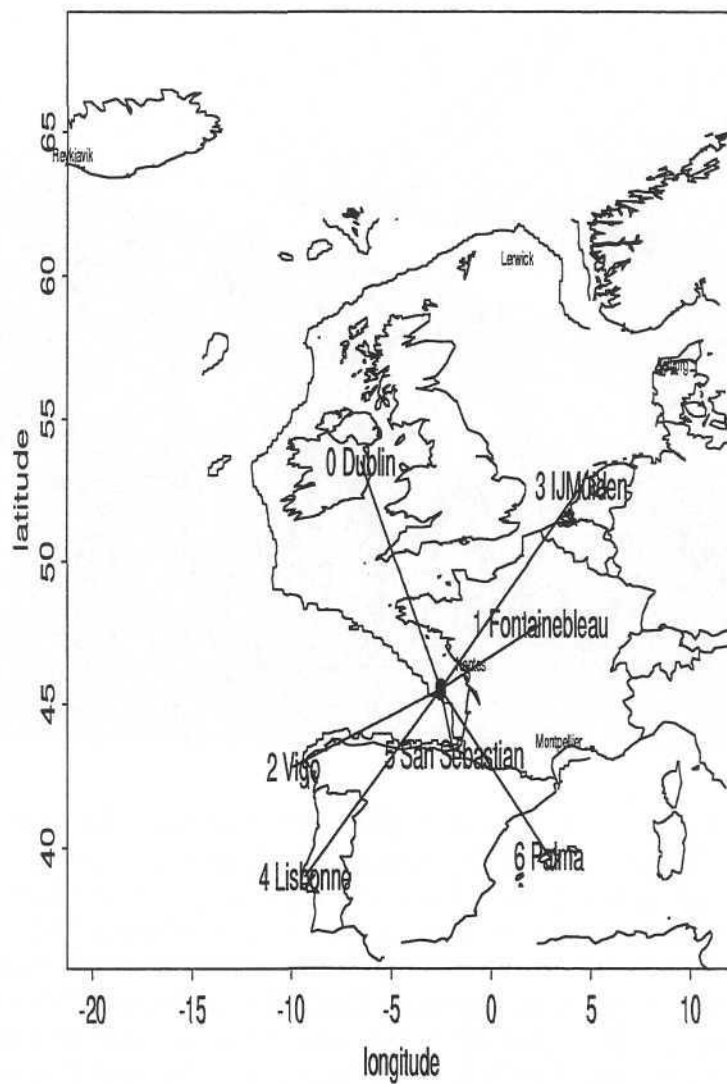 65
Reykjavik
60
Lerwick
55
0 Dublin
3 IJMuiden
latitude
50
1 Fontainebleau
Nantes
45
Montpellier
5 San Sebastian
2 Vigo
40
6 Palma
4 Lisbonne
-20 -15 -10 -5 0 5 10
longitude